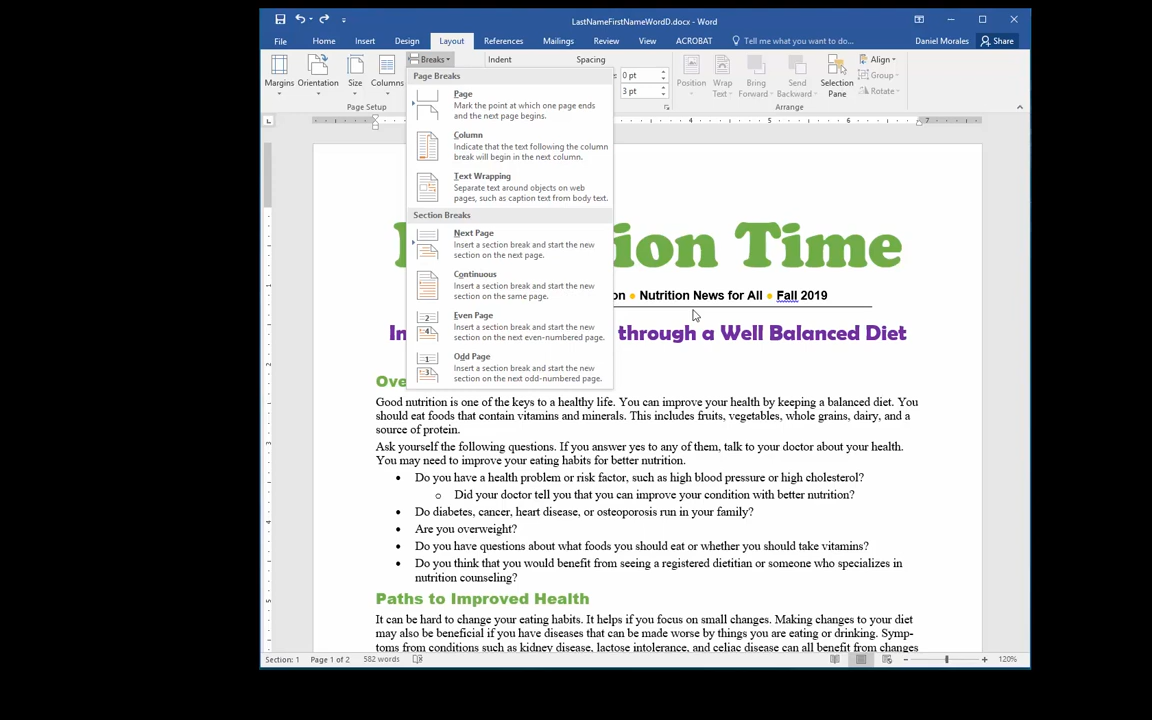 LastNameFirstNameWordD.docx - Word
File Home Insert Design Layout References Mailings Review View ACROBAT Tell me what you want to do... Daniel Morales Share
Breaks Indent Spacing
Margins Orientation Size Columns
0 pt
3 pt
Position Wrap Text Bring Forward Send Backward Selection Pane
Align
Group
Rotate
Page Setup Arrange
Page Breaks
Page
Mark the point at which one page ends
and the next page begins.
Column
Indicate that the text following the column
break will begin in the next column.
Text Wrapping
Separate text around objects on web
pages, such as caption text from body text.
Section Breaks
Next Page
Insert a section break and start the new
section on the next page.
Continuous
Insert a section break and start the new
section on the same page.
Even Page
Insert a section break and start the new
section on the next even-numbered page.
Odd Page
Insert a section break and start the new
section on the next odd-numbered page.
4 5 6 7
ion Time
on ● Nutrition News for All ● Fall 2019
In through a Well Balanced Diet
Ove
Good nutrition is one of the keys to a healthy life. You can improve your health by keeping a balanced diet. You
should eat foods that contain vitamins and minerals. This includes fruits, vegetables, whole grains, dairy, and a
source of protein.
Ask yourself the following questions. If you answer yes to any of them, talk to your doctor about your health.
You may need to improve your eating habits for better nutrition.
• Do you have a health problem or risk factor, such as high blood pressure or high cholesterol?
o Did your doctor tell you that you can improve your condition with better nutrition?
• Do diabetes, cancer, heart disease, or osteoporosis run in your family?
• Are you overweight?
• Do you have questions about what foods you should eat or whether you should take vitamins?
• Do you think that you would benefit from seeing a registered dietitian or someone who specializes in
nutrition counseling?
Paths to Improved Health
It can be hard to change your eating habits. It helps if you focus on small changes. Making changes to your diet
may also be beneficial if you have diseases that can be made worse by things you are eating or drinking. Symp-
toms from conditions such as kidney disease, lactose intolerance, and celiac disease can all benefit from changes
Section: 1 Page 1 of 2 582 words 120%